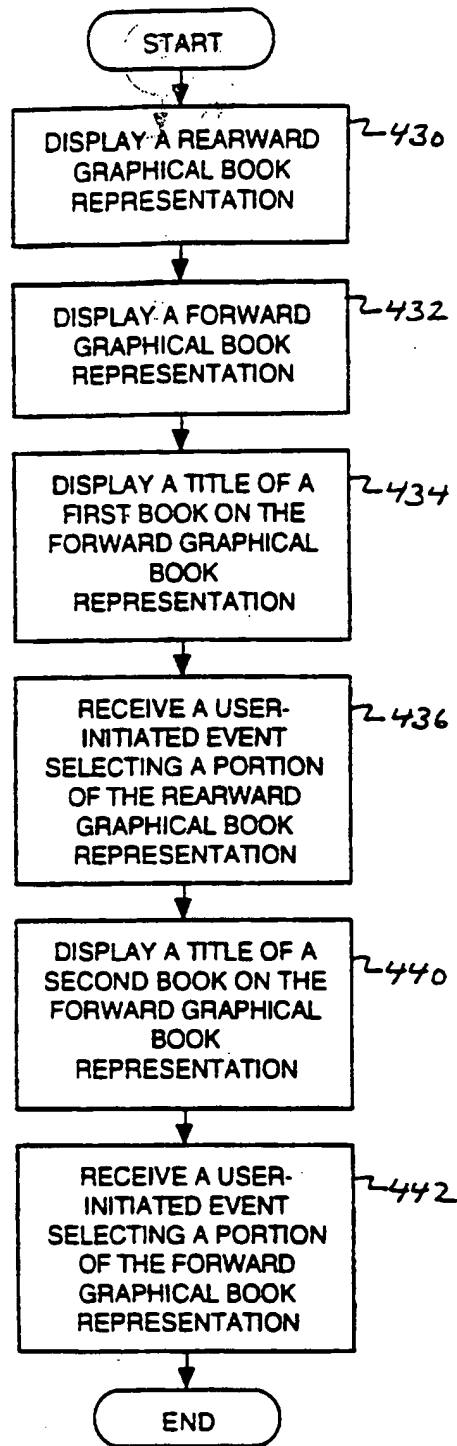 START
DISPLAY A REARWARD
GRAPHICAL BOOK
REPRESENTATION
430
DISPLAY A FORWARD
GRAPHICAL BOOK
REPRESENTATION
432
DISPLAY A TITLE OF A
FIRST BOOK ON THE
FORWARD GRAPHICAL
BOOK
REPRESENTATION
434
RECEIVE A USER-
INITIATED EVENT
SELECTING A PORTION
OF THE REARWARD
GRAPHICAL BOOK
REPRESENTATION
436
DISPLAY A TITLE OF A
SECOND BOOK ON THE
FORWARD GRAPHICAL
BOOK
REPRESENTATION
440
RECEIVE A USER-
INITIATED EVENT
SELECTING A PORTION
OF THE FORWARD
GRAPHICAL BOOK
REPRESENTATION
442
END